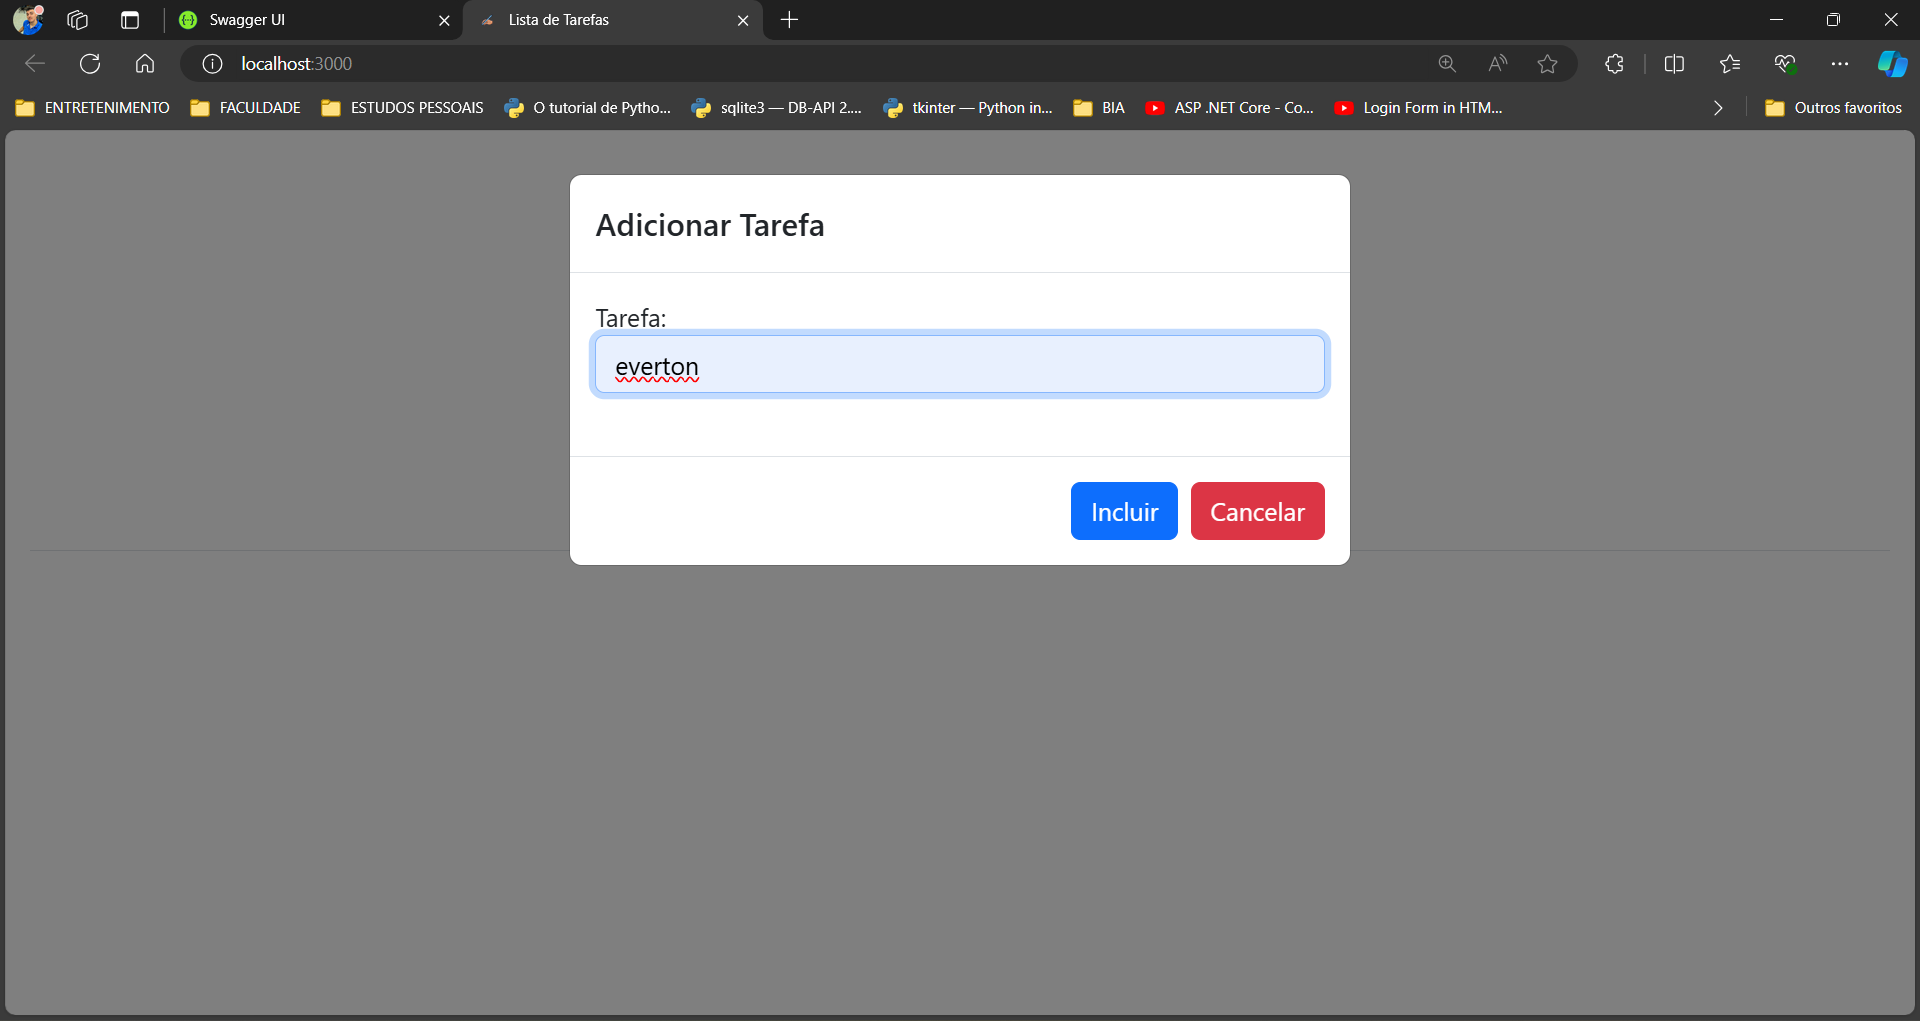 Swagger UI
Lista de Tarefas
localhost:3000
ENTRETENIMENTO
FACULDADE
ESTUDOS PESSOAIS
O tutorial de Pytho...
sqlite3 — DB-API 2....
tkinter — Python in...
BIA
ASP .NET Core - Co...
Login Form in HTM...
Outros favoritos
Adicionar Tarefa
Tarefa:
everton
Incluir
Cancelar